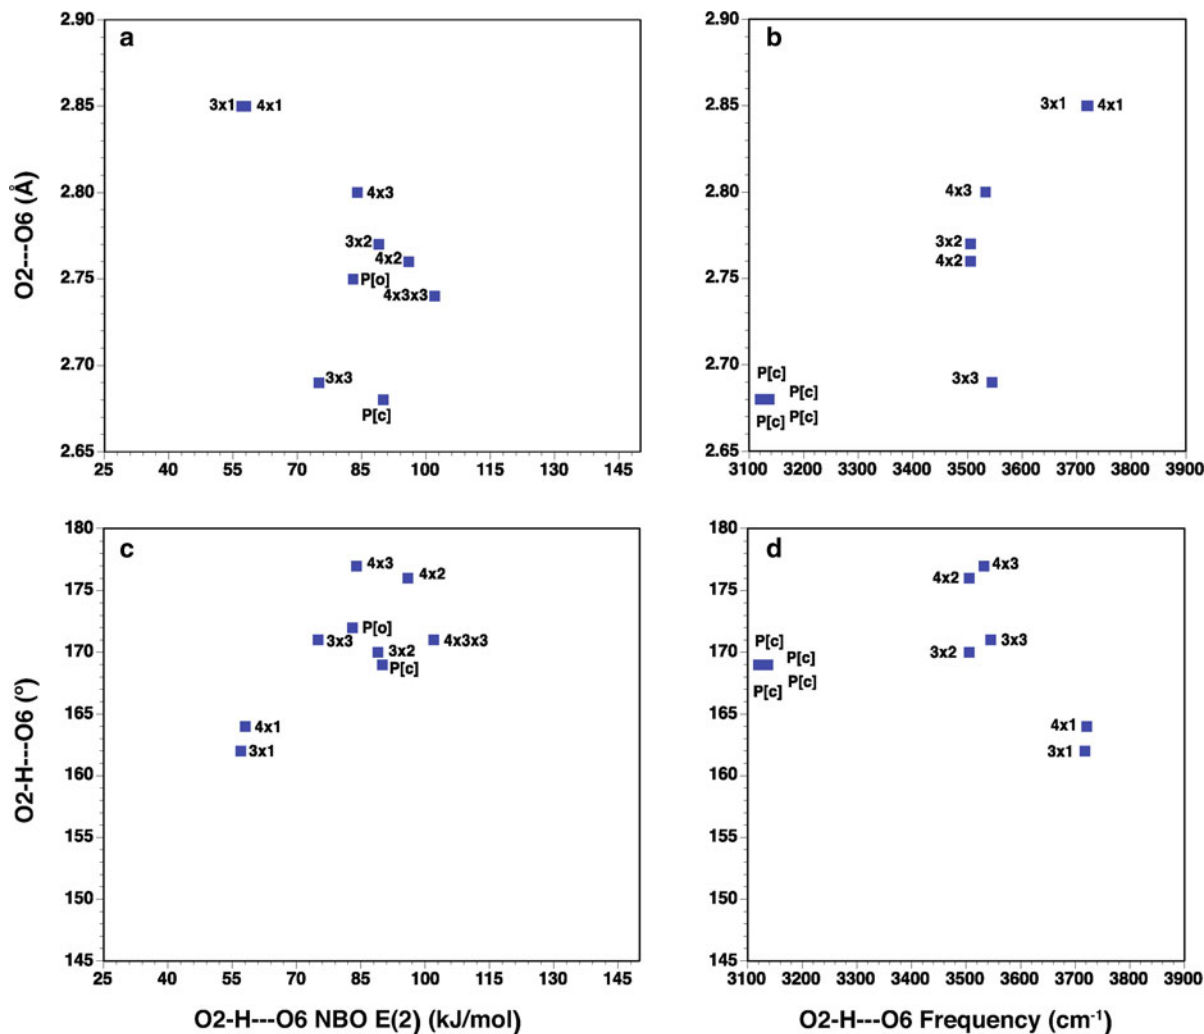 a
2.90
2.85
2.80
2.75
2.70
2.65
O2---O6 (Å)
3x1
4x1
4x3
3x2
4x2
P[o]
4x3x3
3x3
P[c]
25 40 55 70 85 100 115 130 145
b
2.90
2.85
2.80
2.75
2.70
2.65
3x1
4x1
4x3
3x2
4x2
3x3
P[c]
P[c]
P[c]
P[c]
3100 3200 3300 3400 3500 3600 3700 3800 3900
c
180
175
170
165
160
155
150
145
O2-H---O6 (°)
4x3
4x2
P[o]
3x3
3x2
4x3x3
P[c]
4x1
3x1
25 40 55 70 85 100 115 130 145
O2-H---O6 NBO E(2) (kJ/mol)
d
180
175
170
165
160
155
150
145
4x3
4x2
3x3
3x2
P[c]
P[c]
P[c]
P[c]
4x1
3x1
3100 3200 3300 3400 3500 3600 3700 3800 3900
O2-H---O6 Frequency (cm-1)